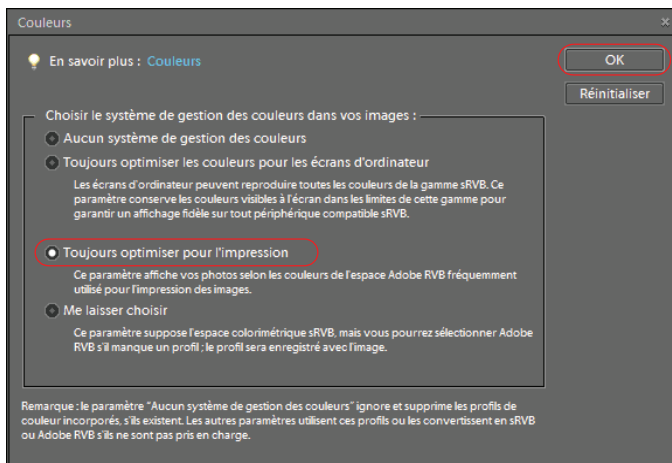 Couleurs
x
En savoir plus : Couleurs
OK
Réinitialiser
Choisir le système de gestion des couleurs dans vos images :
Aucun système de gestion des couleurs
Toujours optimiser les couleurs pour les écrans d'ordinateur
Les écrans d'ordinateur peuvent reproduire toutes les couleurs de la gamme sRVB. Ce
paramètre conserve les couleurs visibles à l'écran dans les limites de cette gamme pour
garantir un affichage fidèle sur tout périphérique compatible sRVB.
Toujours optimiser pour l'impression
Ce paramètre affiche vos photos selon les couleurs de l'espace Adobe RVB fréquemment
utilisé pour l'impression des images.
Me laisser choisir
Ce paramètre suppose l'espace colorimétrique sRVB, mais vous pourrez sélectionner Adobe
RVB s'il manque un profil ; le profil sera enregistré avec l'image.
Remarque : le paramètre "Aucun système de gestion des couleurs" ignore et supprime les profils de
couleur incorporés, s'ils existent. Les autres paramètres utilisent ces profils ou les convertissent en sRVB
ou Adobe RVB s'ils ne sont pas pris en charge.